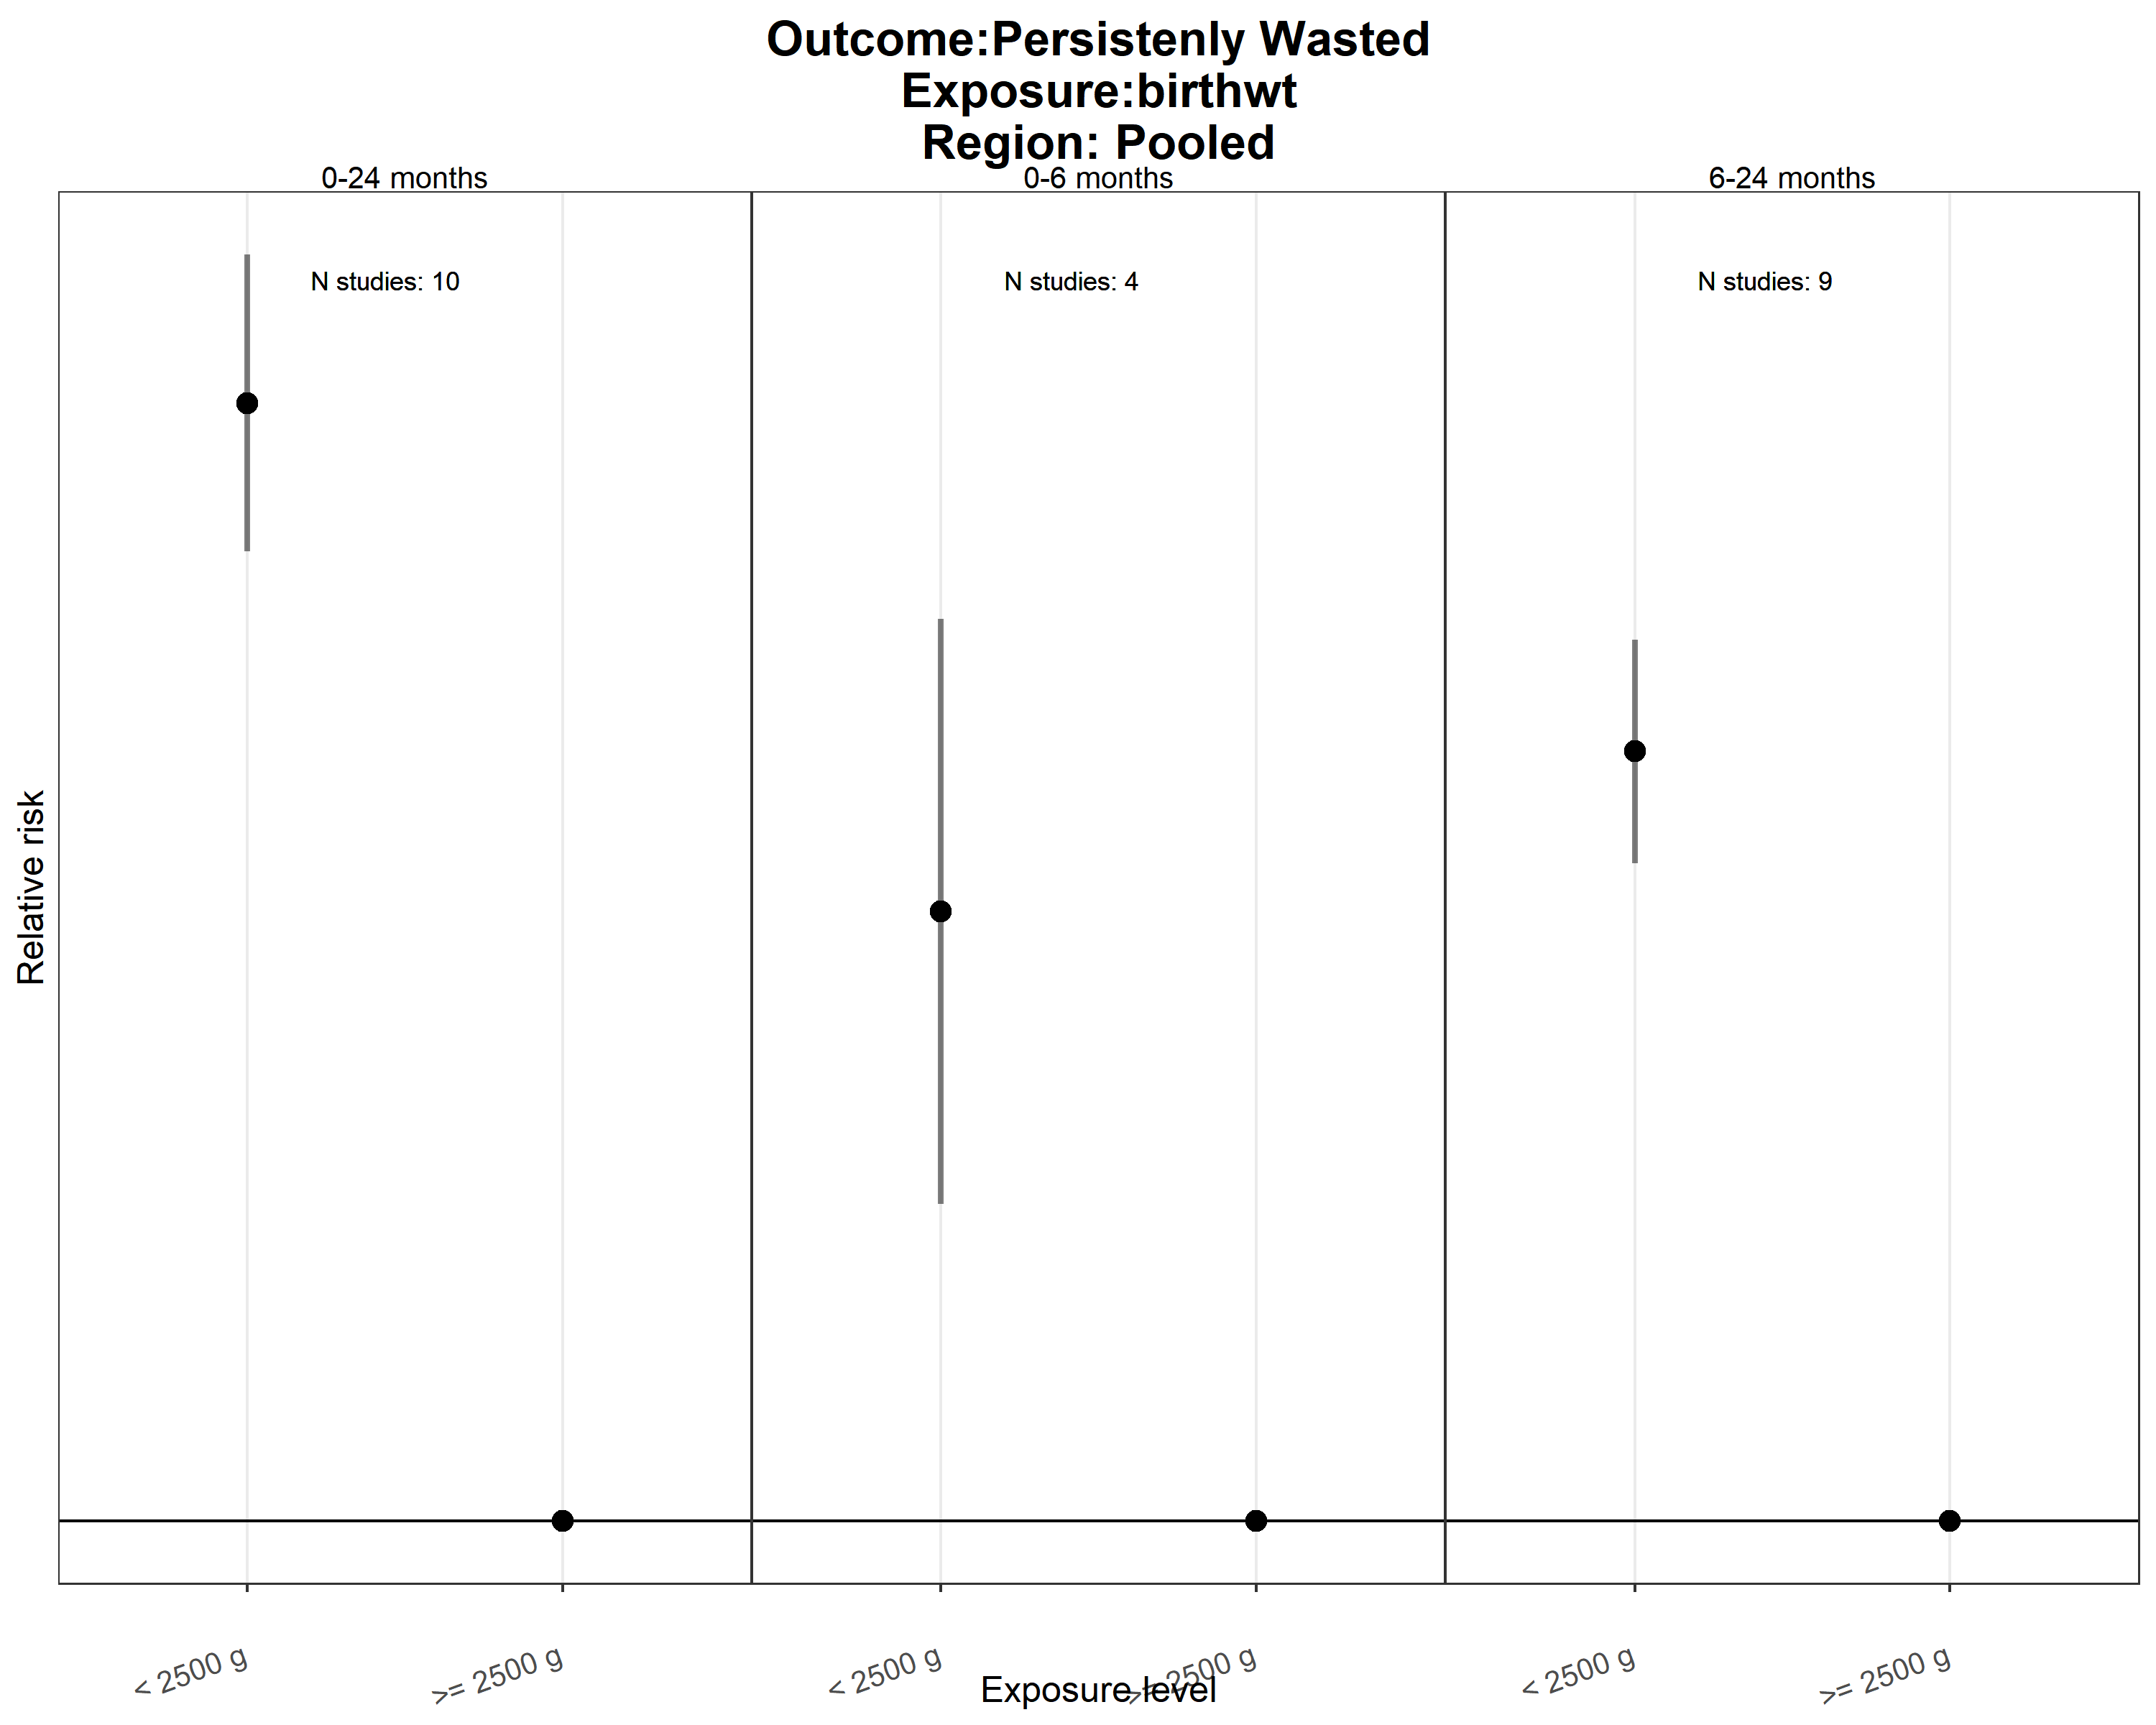 Outcome:Persistenly Wasted
Exposure:birthwt
Region: Pooled
0-24 months
0-6 months
6-24 months
N studies: 10
N studies: 4
N studies: 9
Relative risk
< 2500 g
>= 2500 g
< 2500 g
>= 2500 g
< 2500 g
>= 2500 g
Exposure level